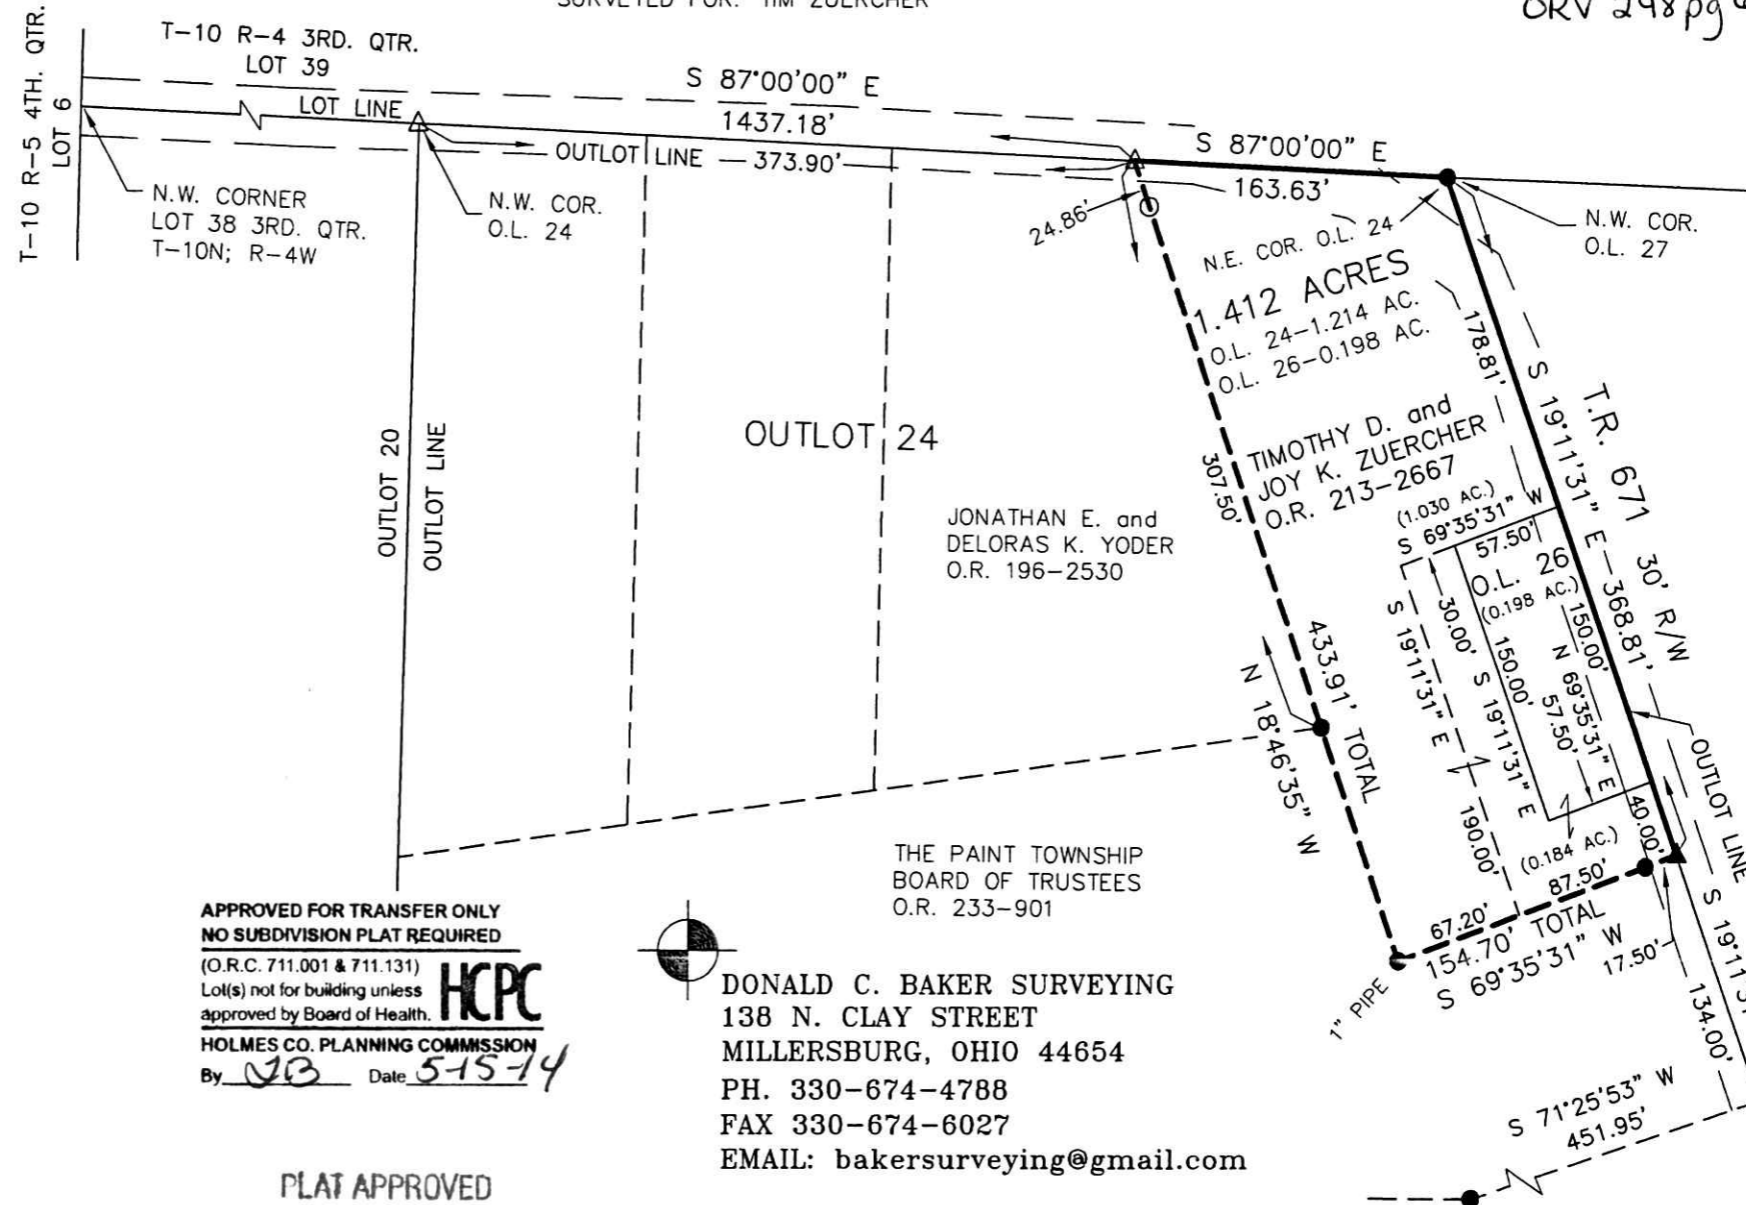 SURVEYED FOR: TIM ZUERCHER
ORV 298 pg
T-10 R-5 4TH. QTR.
LOT 6
T-10 R-4 3RD. QTR.
LOT 39
LOT LINE
S 87°00'00" E
1437.18'
OUTLOT LINE — 373.90'
S 87°00'00" E
163.63'
24.86'
N.W. CORNER
LOT 38 3RD. QTR.
T-10N; R-4W
N.W. COR.
O.L. 24
N.E. COR. O.L. 24
N.W. COR.
O.L. 27
1.412 ACRES
O.L. 24-1.214 AC.
O.L. 26-0.198 AC.
178.81'
S 19°11'31" E — 368.81'
T.R. 671 30' R/W
OUTLOT 20
OUTLOT LINE
OUTLOT 24
TIMOTHY D. and
JOY K. ZUERCHER
O.R. 213-2667
307.50'
JONATHAN E. and
DELORAS K. YODER
O.R. 196-2530
(1.030 AC.)
S 69°35'31" W
57.50'
O.L. 26
(0.198 AC.)
150.00'
30.00'
S 19°11'31" E
150.00'
S 19°11'31" E
N 69°35'31" E
57.50'
433.91' TOTAL
N 18°46'35" W
190.00'
40.00'
OUTLOT LINE
(0.184 AC.)
87.50'
67.20'
154.70' TOTAL
S 69°35'31" W
17.50'
1" PIPE
134.00'
S 71°25'53" W
451.95'
THE PAINT TOWNSHIP
BOARD OF TRUSTEES
O.R. 233-901
APPROVED FOR TRANSFER ONLY
NO SUBDIVISION PLAT REQUIRED
(O.R.C. 711.001 & 711.131)
Lot(s) not for building unless
approved by Board of Health.
HCPC
HOLMES CO. PLANNING COMMISSION
By JB Date 5-15-14
DONALD C. BAKER SURVEYING
138 N. CLAY STREET
MILLERSBURG, OHIO 44654
PH. 330-674-4788
FAX 330-674-6027
EMAIL: bakersurveying@gmail.com
PLAT APPROVED